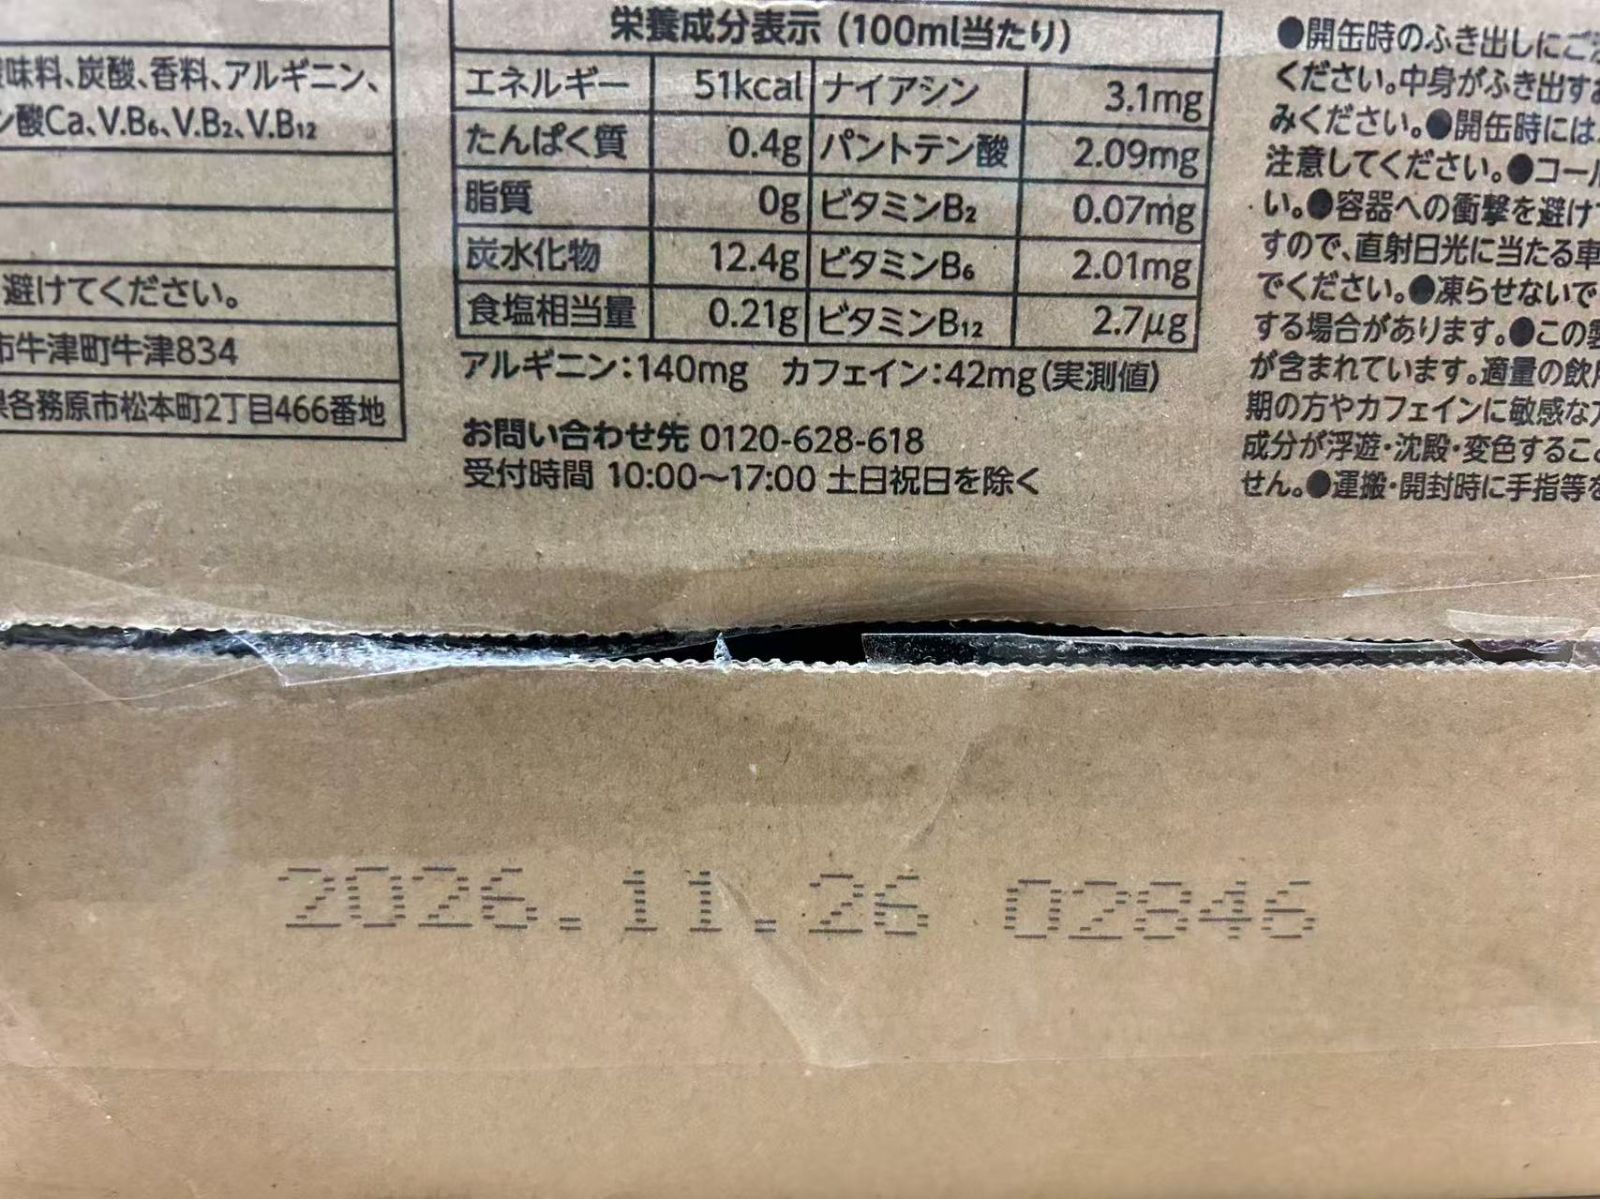 味料、炭酸、香料、アルギニン、
ン酸Ca、V.B₆、V.B₂、V.B₁₂
避けてください。
市牛津町牛津834
県各務原市松本町2丁目466番地
栄養成分表示 (100ml当たり)
エネルギー 51kcal ナイアシン 3.1mg
たんぱく質 0.4g パントテン酸 2.09mg
脂質 0g ビタミンB₂ 0.07mg
炭水化物 12.4g ビタミンB₆ 2.01mg
食塩相当量 0.21g ビタミンB₁₂ 2.7μg
アルギニン：140mg カフェイン：42mg（実測値）
お問い合わせ先 0120-628-618
受付時間 10:00～17:00 土日祝日を除く
●開缶時のふき出しにご
ください。中身がふき出す
みください。●開缶時には
注意してください。●コー
い。●容器への衝撃を避け
すので、直射日光に当たる車
でください。●凍らせないで
する場合があります。●この
が含まれています。適量の飲
期の方やカフェインに敏感な
成分が浮遊・沈殿・変色するこ
せん。●運搬・開封時に手指等を
2026.11.26 02846